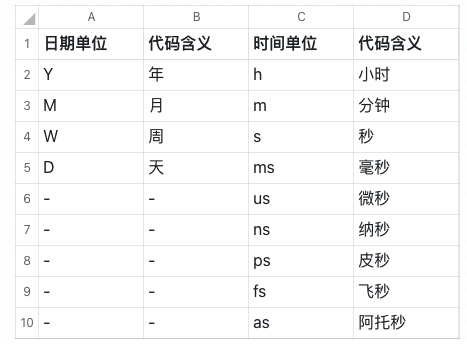 A B C D
1 日期单位 代码含义 时间单位 代码含义
2 Y 年 h 小时
3 M 月 m 分钟
4 W 周 s 秒
5 D 天 ms 毫秒
6 - - us 微秒
7 - - ns 纳秒
8 - - ps 皮秒
9 - - fs 飞秒
10 - - as 阿托秒